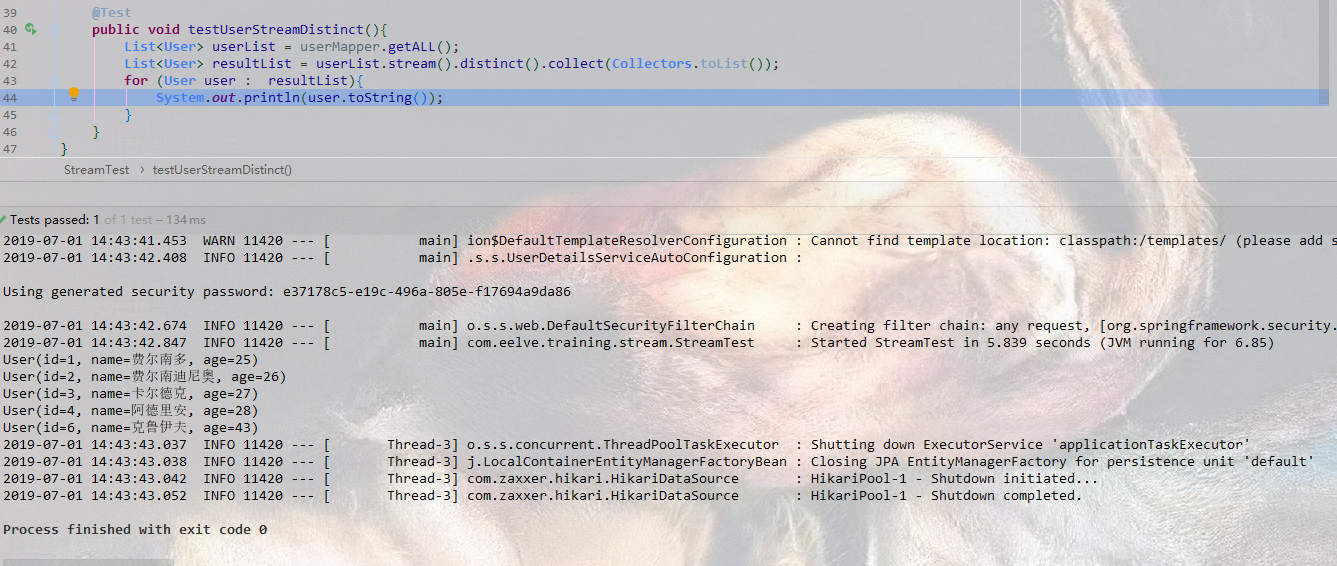 39 @Test
40 public void testUserStreamDistinct(){
41 List<User> userList = userMapper.getALL();
42 List<User> resultList = userList.stream().distinct().collect(Collectors.toList());
43 for (User user :  resultList){
44 System.out.println(user.toString());
45 }
46 }
47 }
StreamTest › testUserStreamDistinct()
Tests passed: 1 of 1 test – 134 ms
2019-07-01 14:43:41.453  WARN 11420 --- [           main] ion$DefaultTemplateResolverConfiguration : Cannot find template location: classpath:/templates/ (please add s
2019-07-01 14:43:42.408  INFO 11420 --- [           main] .s.s.UserDetailsServiceAutoConfiguration :
Using generated security password: e37178c5-e19c-496a-805e-f17694a9da86
2019-07-01 14:43:42.674  INFO 11420 --- [           main] o.s.s.web.DefaultSecurityFilterChain     : Creating filter chain: any request, [org.springframework.security.
2019-07-01 14:43:42.847  INFO 11420 --- [           main] com.eelve.training.stream.StreamTest     : Started StreamTest in 5.839 seconds (JVM running for 6.85)
User(id=1, name=费尔南多, age=25)
User(id=2, name=费尔南迪尼奥, age=26)
User(id=3, name=卡尔德克, age=27)
User(id=4, name=阿德里安, age=28)
User(id=6, name=克鲁伊夫, age=43)
2019-07-01 14:43:43.037  INFO 11420 --- [       Thread-3] o.s.s.concurrent.ThreadPoolTaskExecutor  : Shutting down ExecutorService 'applicationTaskExecutor'
2019-07-01 14:43:43.038  INFO 11420 --- [       Thread-3] j.LocalContainerEntityManagerFactoryBean : Closing JPA EntityManagerFactory for persistence unit 'default'
2019-07-01 14:43:43.042  INFO 11420 --- [       Thread-3] com.zaxxer.hikari.HikariDataSource       : HikariPool-1 - Shutdown initiated...
2019-07-01 14:43:43.052  INFO 11420 --- [       Thread-3] com.zaxxer.hikari.HikariDataSource       : HikariPool-1 - Shutdown completed.
Process finished with exit code 0